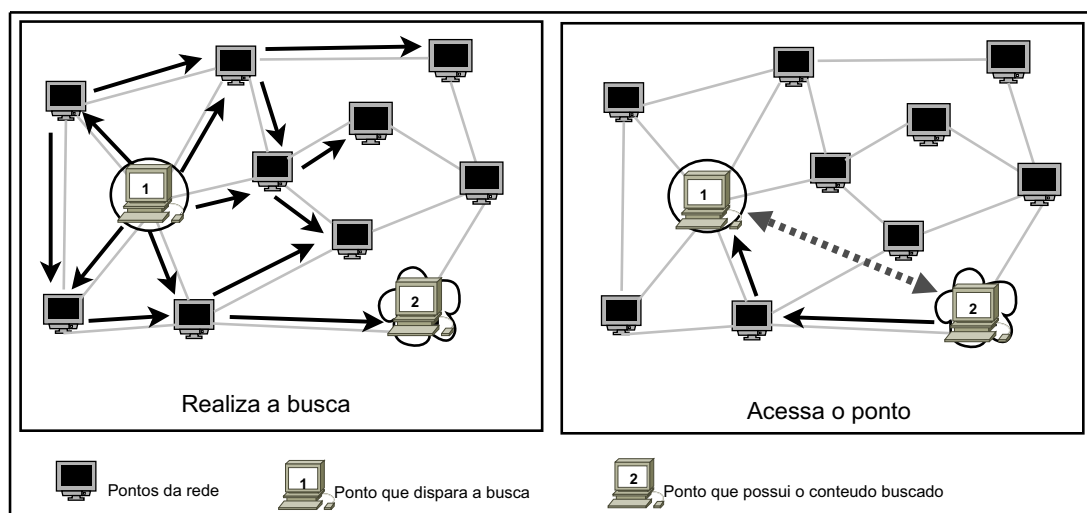 1
2
Realiza a busca
1
2
Acessa o ponto
Pontos da rede
1
Ponto que dispara a busca
2
Ponto que possui o conteudo buscado